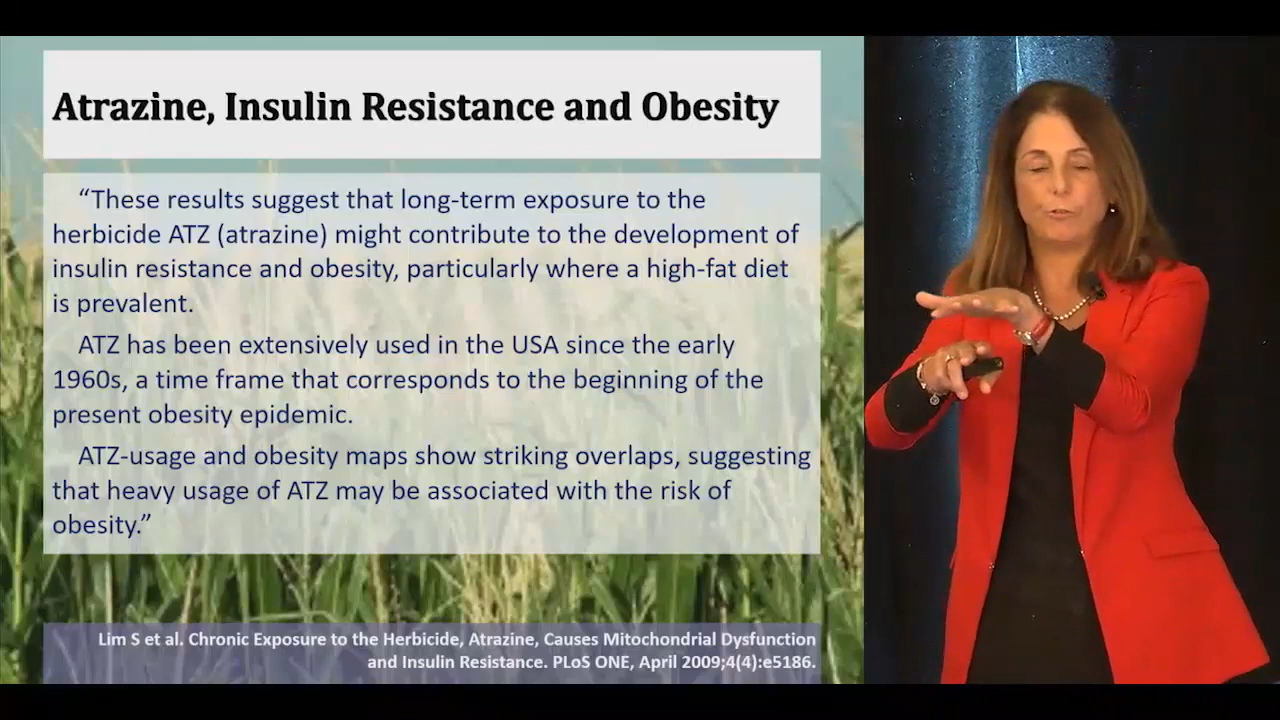 Atrazine, Insulin Resistance and Obesity
“These results suggest that long-term exposure to the
herbicide ATZ (atrazine) might contribute to the development of
insulin resistance and obesity, particularly where a high-fat diet
is prevalent.
ATZ has been extensively used in the USA since the early
1960s, a time frame that corresponds to the beginning of the
present obesity epidemic.
ATZ-usage and obesity maps show striking overlaps, suggesting
that heavy usage of ATZ may be associated with the risk of
obesity.”
Lim S et al. Chronic Exposure to the Herbicide, Atrazine, Causes Mitochondrial Dysfunction
and Insulin Resistance. PLoS ONE, April 2009;4(4):e5186.